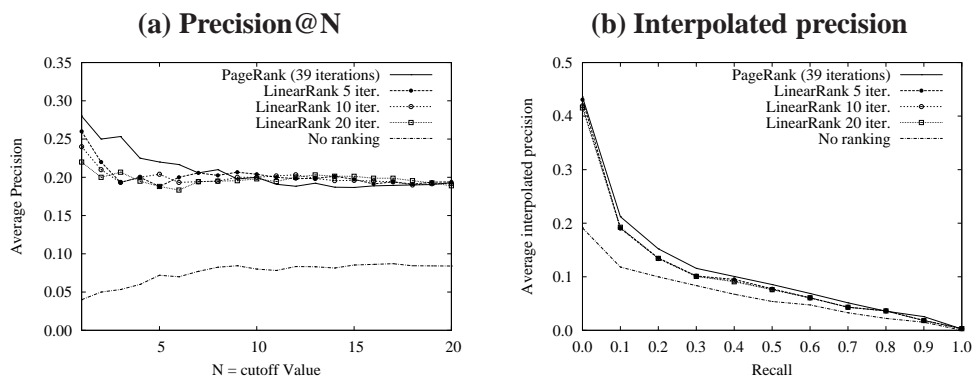 (a) Precision@N
0.35
0.30
0.25
0.20
0.15
0.10
0.05
0.00
Average Precision
PageRank (39 iterations)
LinearRank 5 iter.
LinearRank 10 iter.
LinearRank 20 iter.
No ranking
5 10 15 20
N = cutoff Value
(b) Interpolated precision
0.5
0.4
0.3
0.2
0.1
0.0
Average interpolated precision
PageRank (39 iterations)
LinearRank 5 iter.
LinearRank 10 iter.
LinearRank 20 iter.
No ranking
0.0 0.1 0.2 0.3 0.4 0.5 0.6 0.7 0.8 0.9 1.0
Recall